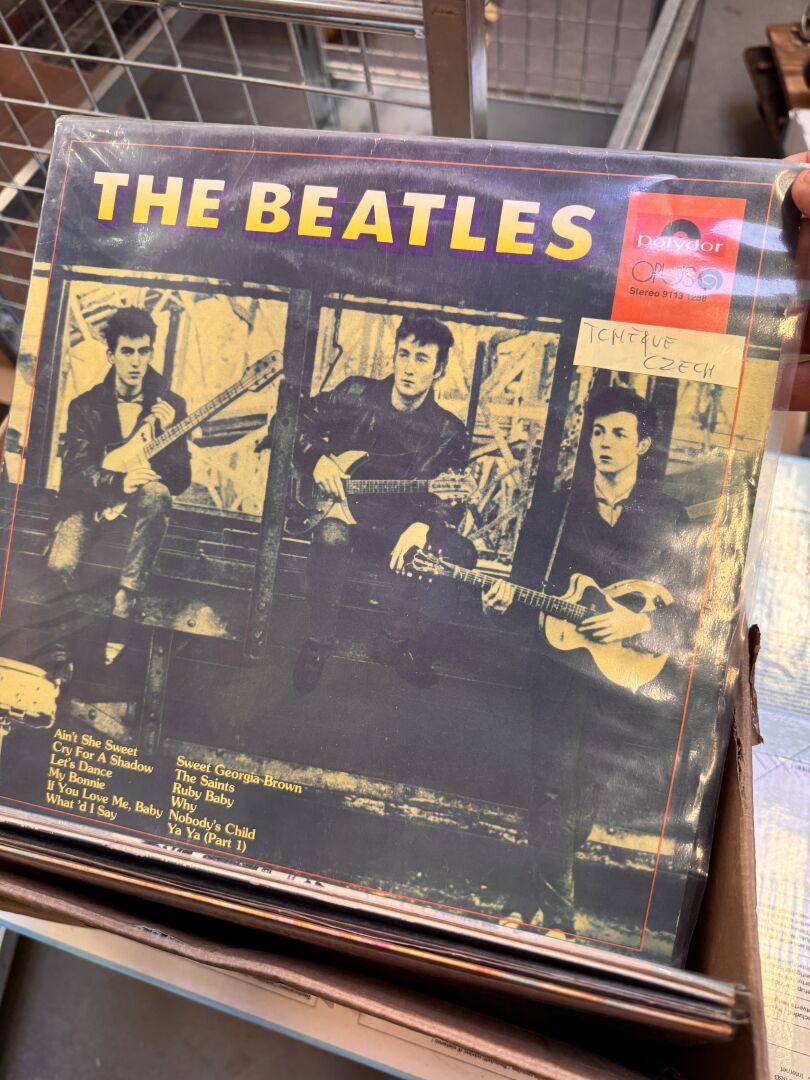 THE BEATLES
polydor
OPUS
Stereo 9113 1288
CZECH
Ain't She Sweet
Cry For A Shadow
Let's Dance
My Bonnie
If You Love Me, Baby
What 'd I Say
Sweet Georgia Brown
The Saints
Ruby Baby
Why
Nobody's Child
Ya Ya (Part 1)